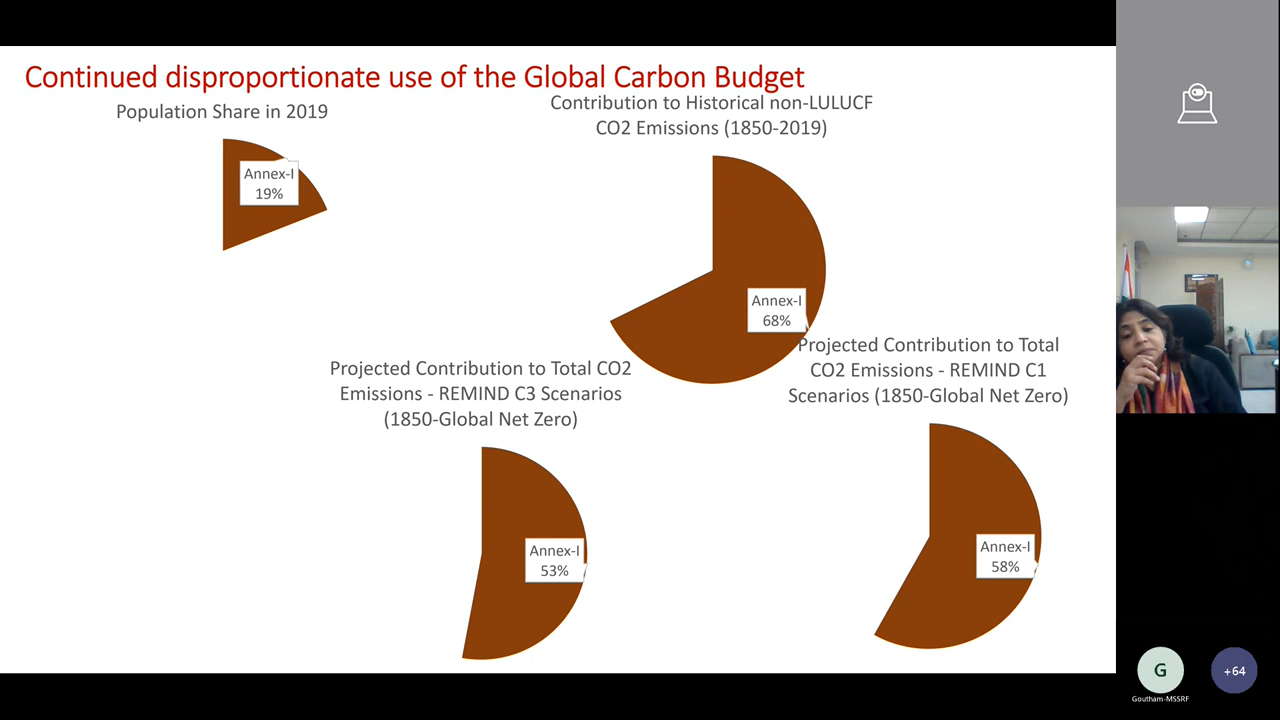 Continued disproportionate use of the Global Carbon Budget
Population Share in 2019
Annex-I
19%
Contribution to Historical non-LULUCF
CO2 Emissions (1850-2019)
Annex-I
68%
Projected Contribution to Total CO2
Emissions - REMIND C3 Scenarios
(1850-Global Net Zero)
Annex-I
53%
Projected Contribution to Total
CO2 Emissions - REMIND C1
Scenarios (1850-Global Net Zero)
Annex-I
58%
G
Goutham-MSSRF
+64